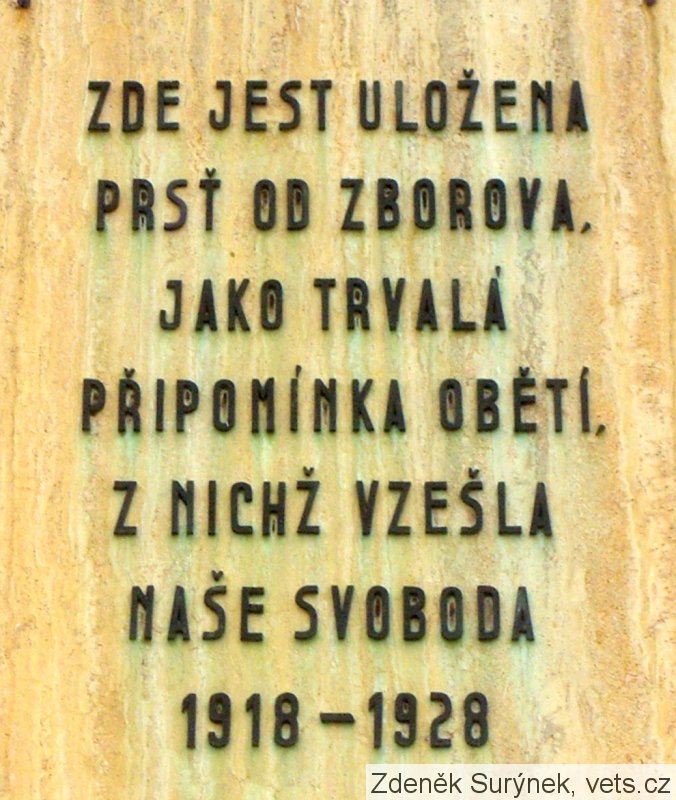 ZDE JEST ULOŽENA
PRSŤ OD ZBOROVA,
JAKO TRVALÁ
PŘIPOMÍNKA OBĚTÍ,
Z NICHŽ VZEŠLA
NAŠE SVOBODA
1918 – 1928
Zdeněk Surýnek, vets.cz